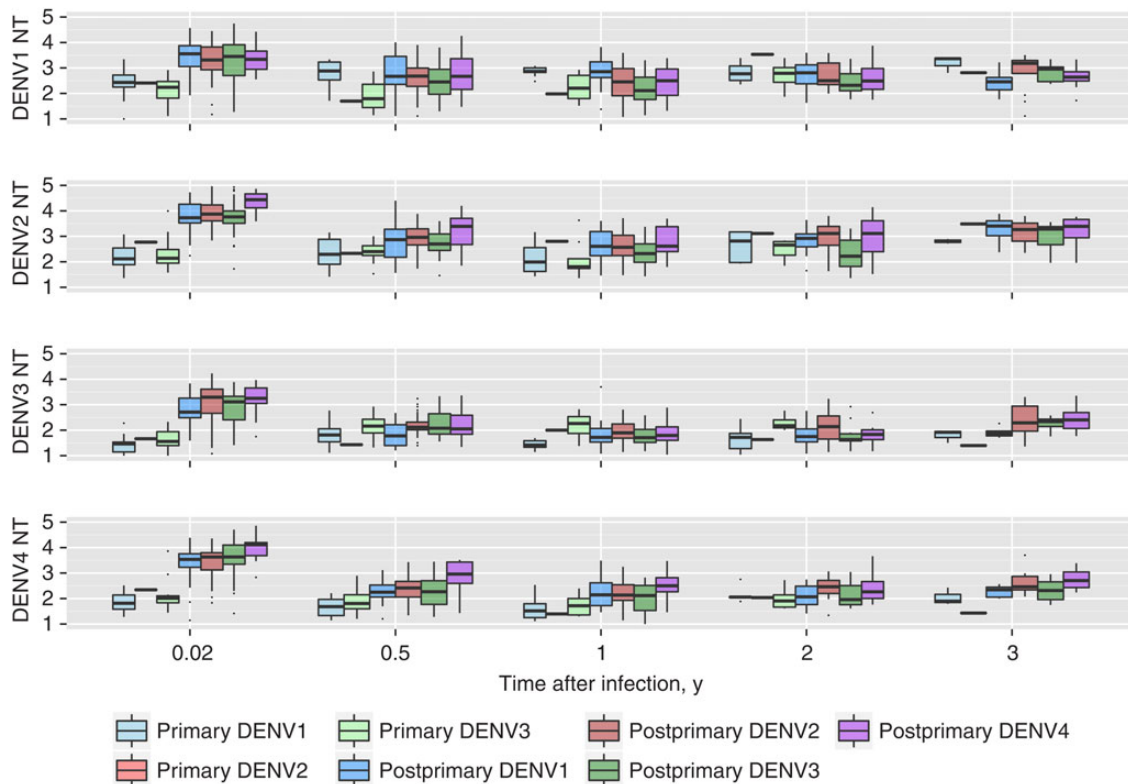 DENV1 NT
5
4
3
2
1
DENV2 NT
5
4
3
2
1
DENV3 NT
5
4
3
2
1
DENV4 NT
5
4
3
2
1
0.02 0.5 1 2 3
Time after infection, y
Primary DENV1 Primary DENV3 Postprimary DENV2 Postprimary DENV4
Primary DENV2 Postprimary DENV1 Postprimary DENV3